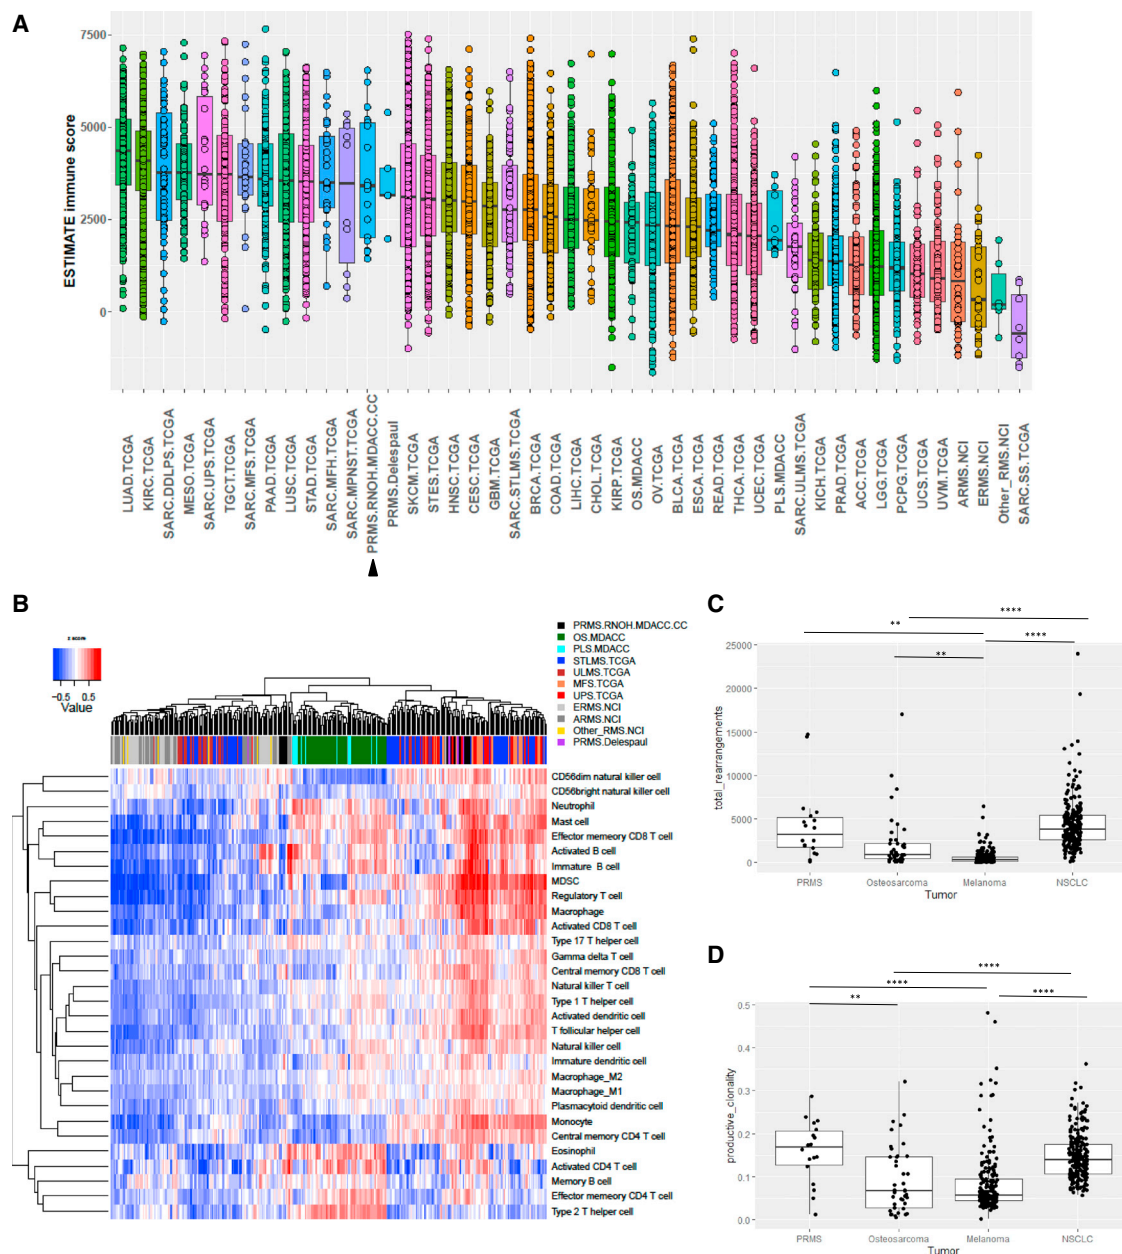 A
7500
5000
2500
0
ESTIMATE immune score
LUAD.TCGA
KIRC.TCGA
SARC.DDLPS.TCGA
MESO.TCGA
SARC.UPS.TCGA
TGCT.TCGA
SARC.MFS.TCGA
PAAD.TCGA
LUSC.TCGA
STAD.TCGA
SARC.MFH.TCGA
SARC.MPNST.TCGA
PRMS.RNOH.MDACC.CC
PRMS.Delespaul
SKCM.TCGA
STES.TCGA
HNSC.TCGA
CESC.TCGA
GBM.TCGA
SARC.STLMS.TCGA
BRCA.TCGA
COAD.TCGA
LIHC.TCGA
CHOL.TCGA
KIRP.TCGA
OS.MDACC
OV.TCGA
BLCA.TCGA
ESCA.TCGA
READ.TCGA
THCA.TCGA
UCEC.TCGA
PLS.MDACC
SARC.ULMS.TCGA
KICH.TCGA
PRAD.TCGA
ACC.TCGA
LGG.TCGA
PCPG.TCGA
UCS.TCGA
UVM.TCGA
ARMS.NCI
ERMS.NCI
Other_RMS.NCI
SARC.SS.TCGA
B
-0.5 0.5
Value
PRMS.RNOH.MDACC.CC
OS.MDACC
PLS.MDACC
STLMS.TCGA
ULMS.TCGA
MFS.TCGA
UPS.TCGA
ERMS.NCI
ARMS.NCI
Other_RMS.NCI
PRMS.Delespaul
CD56dim natural killer cell
CD56bright natural killer cell
Neutrophil
Mast cell
Effector memeory CD8 T cell
Activated B cell
Immature B cell
MDSC
Regulatory T cell
Macrophage
Activated CD8 T cell
Type 17 T helper cell
Gamma delta T cell
Central memory CD8 T cell
Natural killer T cell
Type 1 T helper cell
Activated dendritic cell
T follicular helper cell
Natural killer cell
Immature dendritic cell
Macrophage_M2
Macrophage_M1
Plasmacytoid dendritic cell
Monocyte
Central memory CD4 T cell
Eosinophil
Activated CD4 T cell
Memory B cell
Effector memeory CD4 T cell
Type 2 T helper cell
C
****
** ****
**
25000
20000
15000
10000
5000
0
total_rearrangements
PRMS Osteosarcoma Melanoma NSCLC
Tumor
D
****
****
** ****
0.5
0.4
0.3
0.2
0.1
0.0
productive_clonality
PRMS Osteosarcoma Melanoma NSCLC
Tumor